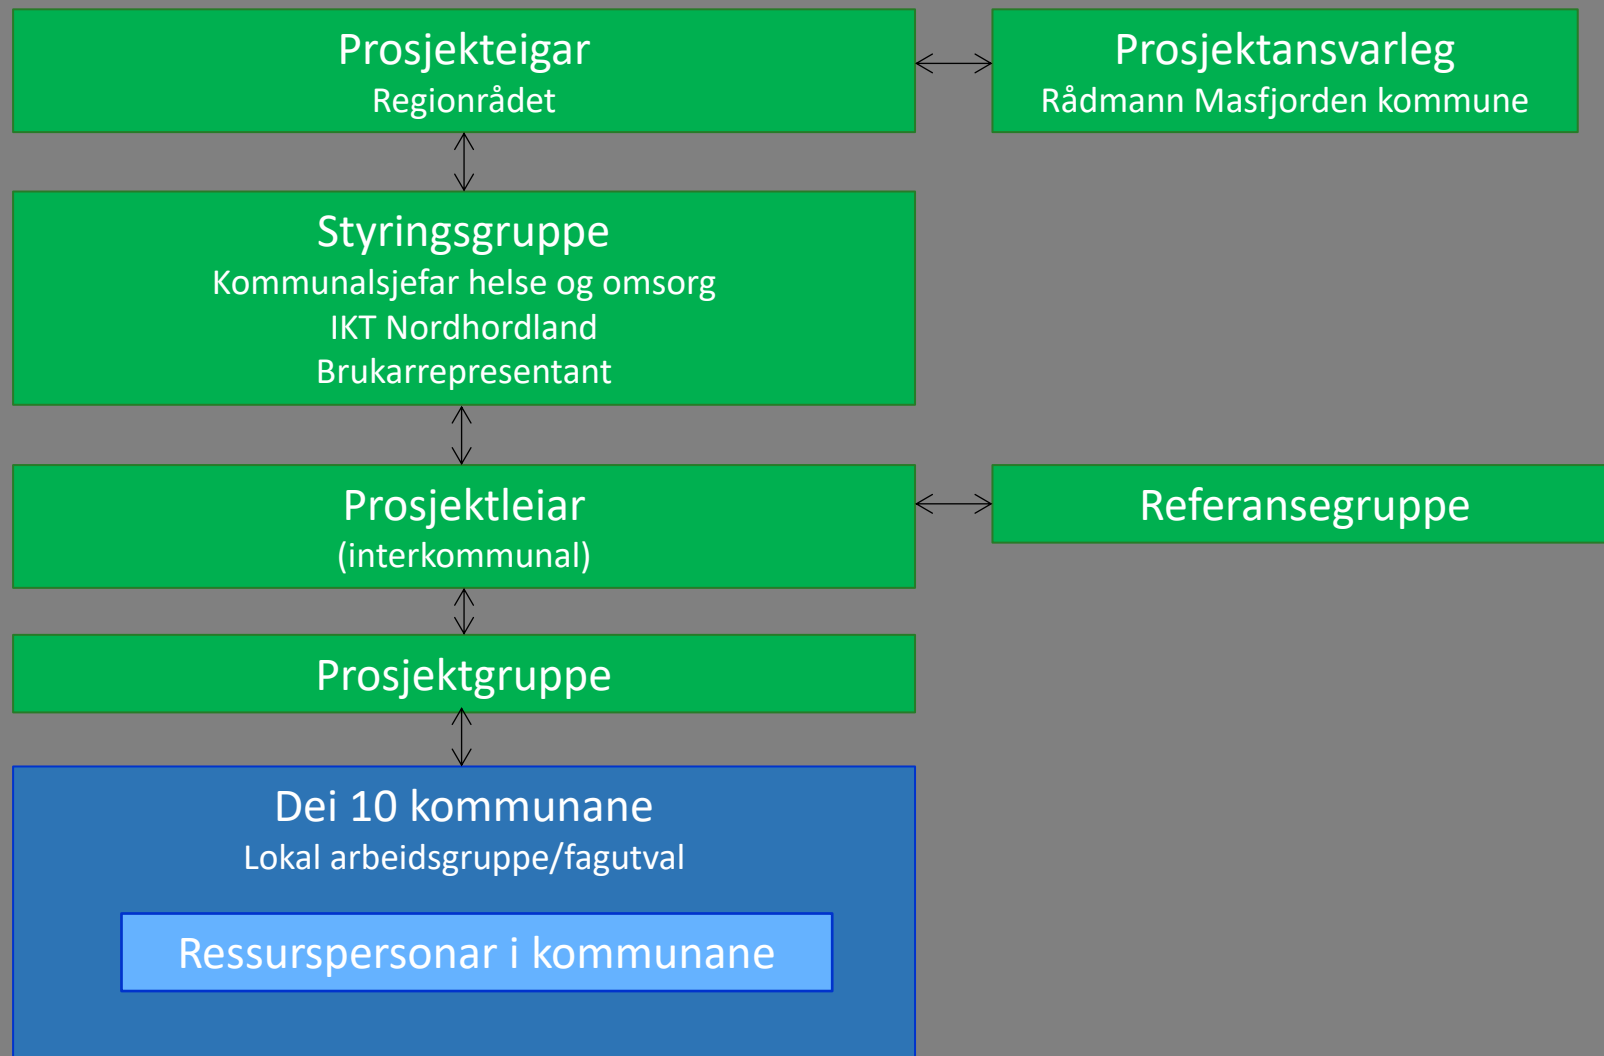 Prosjekteigar
Regionrådet
Prosjektansvarleg
Rådmann Masfjorden kommune
Styringsgruppe
Kommunalsjefar helse og omsorg
IKT Nordhordland
Brukarrepresentant
Prosjektleiar
(interkommunal)
Referansegruppe
Prosjektgruppe
Dei 10 kommunane
Lokal arbeidsgruppe/fagutval
Ressurspersonar i kommunane